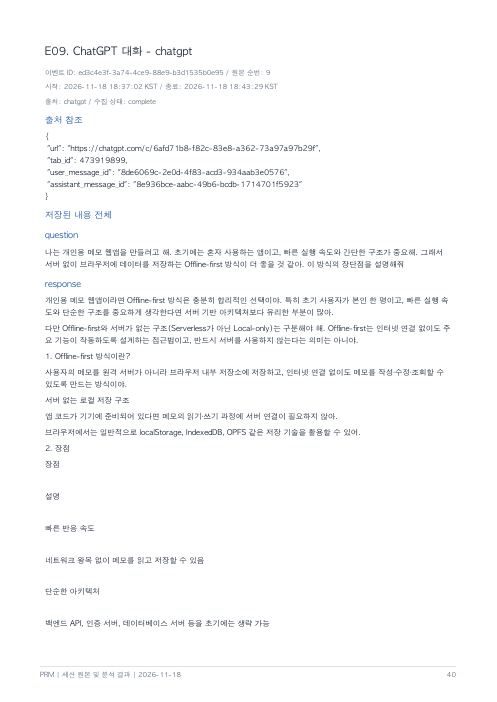 E09. ChatGPT 대화 - chatgpt
이벤트 ID: ed3c4e3f-3a74-4ce9-88e9-b3d1535b0e95 / 원본 순번: 9
시작: 2026-11-18 18:37:02 KST / 종료: 2026-11-18 18:43:29 KST
출처: chatgpt / 수집 상태: complete
출처 참조
{
"url": "https://chatgpt.com/c/6afd71b8-f82c-83e8-a362-73a97a97b29f",
"tab_id": 473919899,
"user_message_id": "8de6069c-2e0d-4f83-acd3-934aab3e0576",
"assistant_message_id": "8e936bce-aabc-49b6-bcdb-1714701f5923"
}
저장된 내용 전체
question
나는 개인용 메모 웹앱을 만들려고 해. 초기에는 혼자 사용하는 앱이고, 빠른 실행 속도와 간단한 구조가 중요해. 그래서
서버 없이 브라우저에 데이터를 저장하는 Offline-first 방식이 더 좋을 것 같아. 이 방식의 장단점을 설명해줘
response
개인용 메모 웹앱이라면 Offline-first 방식은 충분히 합리적인 선택이야. 특히 초기 사용자가 본인 한 명이고, 빠른 실행 속
도와 단순한 구조를 중요하게 생각한다면 서버 기반 아키텍처보다 유리한 부분이 많아.
다만 Offline-first와 서버가 없는 구조(Serverless가 아닌 Local-only)는 구분해야 해. Offline-first는 인터넷 연결 없이도 주
요 기능이 작동하도록 설계하는 접근법이고, 반드시 서버를 사용하지 않는다는 의미는 아니야.
1. Offline-first 방식이란?
사용자의 메모를 원격 서버가 아니라 브라우저 내부 저장소에 저장하고, 인터넷 연결 없이도 메모를 작성·수정·조회할 수
있도록 만드는 방식이야.
서버 없는 로컬 저장 구조
앱 코드가 기기에 준비되어 있다면 메모의 읽기·쓰기 과정에 서버 연결이 필요하지 않아.
브라우저에서는 일반적으로 localStorage, IndexedDB, OPFS 같은 저장 기술을 활용할 수 있어.
2. 장점
장점
설명
빠른 반응 속도
네트워크 왕복 없이 메모를 읽고 저장할 수 있음
단순한 아키텍처
백엔드 API, 인증 서버, 데이터베이스 서버 등을 초기에는 생략 가능
PRM | 세션 원본 및 분석 결과 | 2026-11-18
40